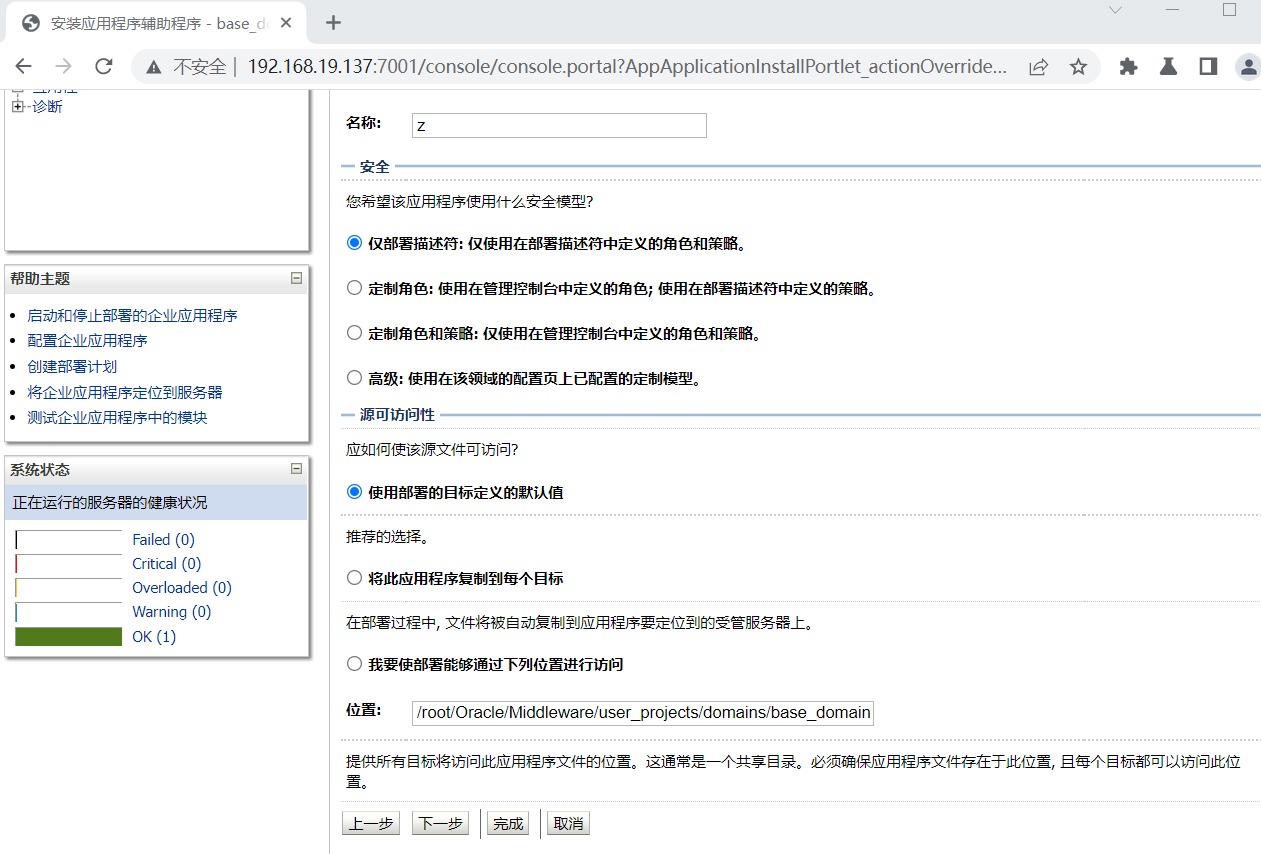 安装应用程序辅助程序 - base_d
不安全 | 192.168.19.137:7001/console/console.portal?AppApplicationInstallPortlet_actionOverride...
诊断
帮助主题
启动和停止部署的企业应用程序
配置企业应用程序
创建部署计划
将企业应用程序定位到服务器
测试企业应用程序中的模块
系统状态
正在运行的服务器的健康状况
Failed (0)
Critical (0)
Overloaded (0)
Warning (0)
OK (1)
名称: z
安全
您希望该应用程序使用什么安全模型?
仅部署描述符: 仅使用在部署描述符中定义的角色和策略。
定制角色: 使用在管理控制台中定义的角色; 使用在部署描述符中定义的策略。
定制角色和策略: 仅使用在管理控制台中定义的角色和策略。
高级: 使用在该领域的配置页上已配置的定制模型。
源可访问性
应如何使该源文件可访问?
使用部署的目标定义的默认值
推荐的选择。
将此应用程序复制到每个目标
在部署过程中, 文件将被自动复制到应用程序要定位到的受管服务器上。
我要使部署能够通过下列位置进行访问
位置: /root/Oracle/Middleware/user_projects/domains/base_domain
提供所有目标将访问此应用程序文件的位置。这通常是一个共享目录。必须确保应用程序文件存在于此位置, 且每个目标都可以访问此位
置。
上一步 下一步 完成 取消